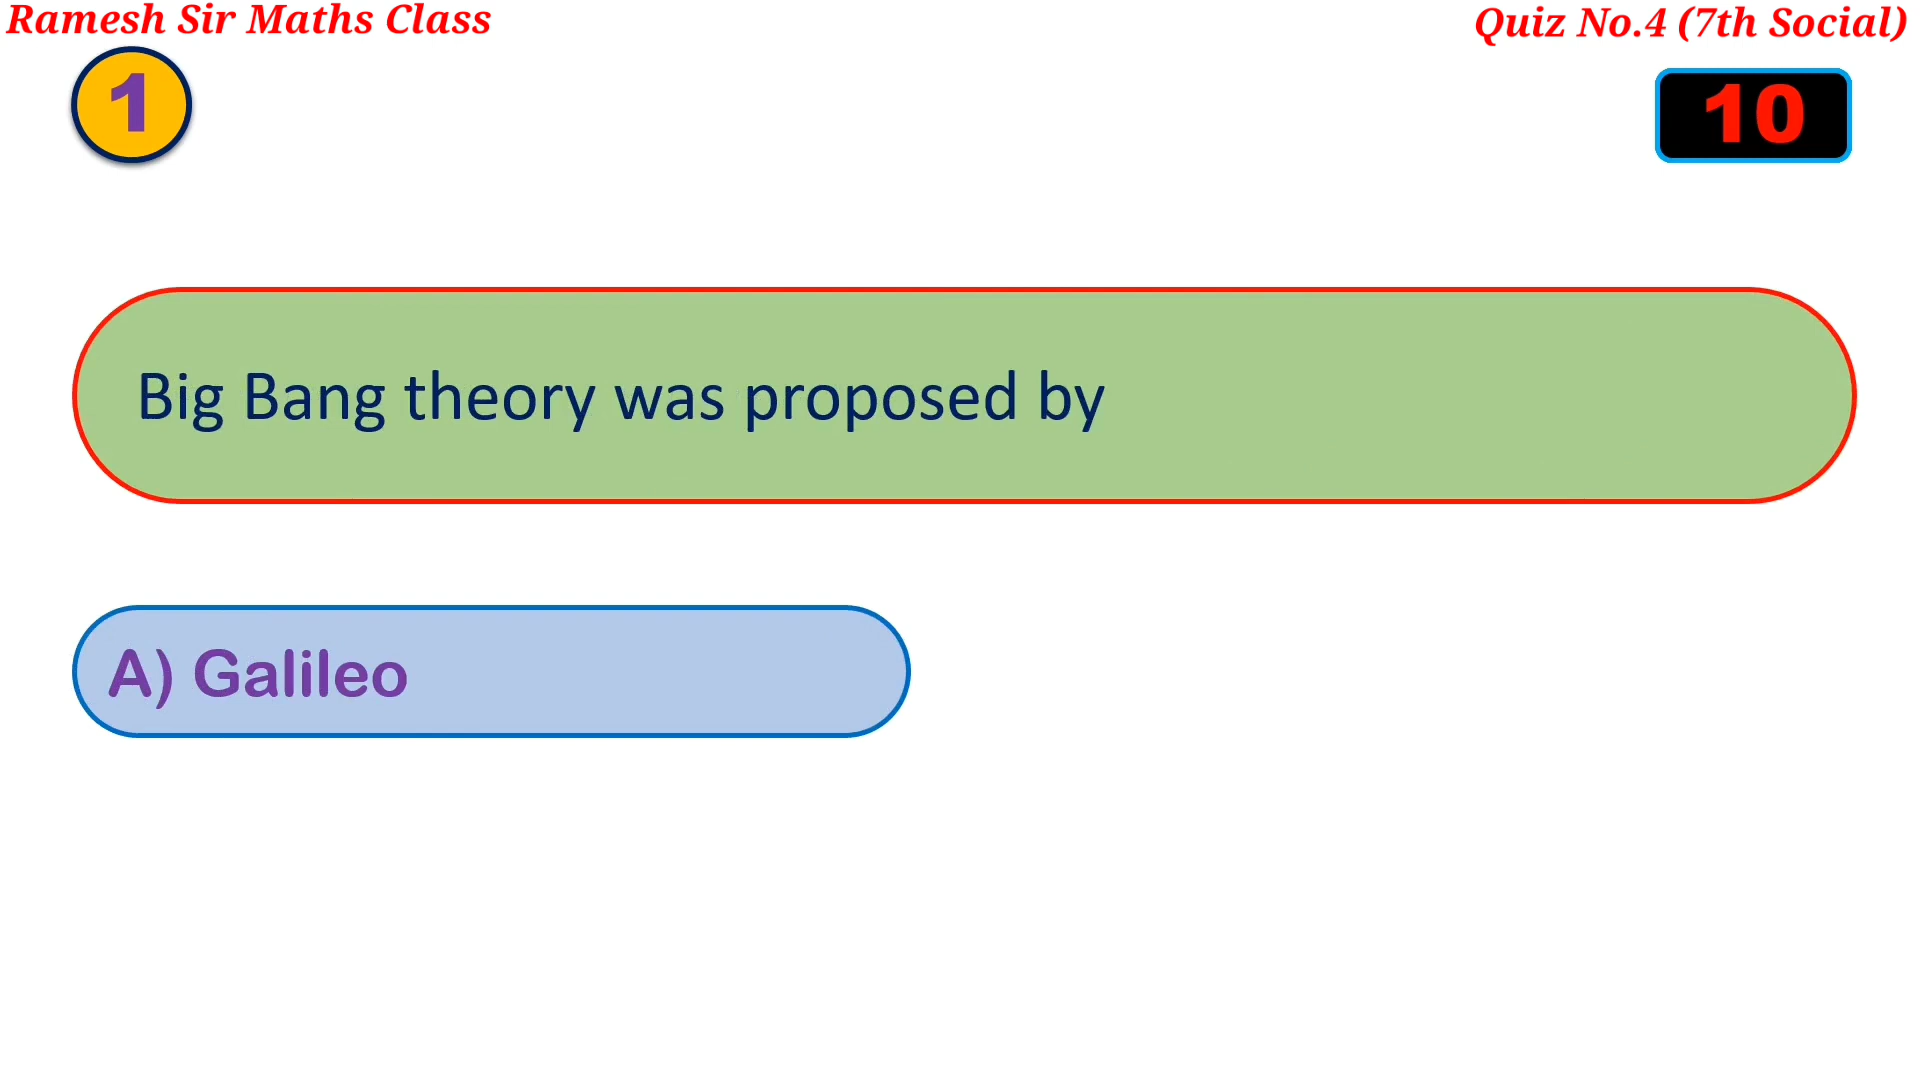 Ramesh Sir Maths Class
Quiz No.4 (7th Social)
1
10
Big Bang theory was proposed by
A) Galileo